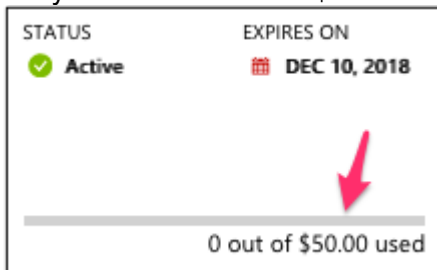 STATUS EXPIRES ON
Active DEC 10, 2018
0 out of $50.00 used